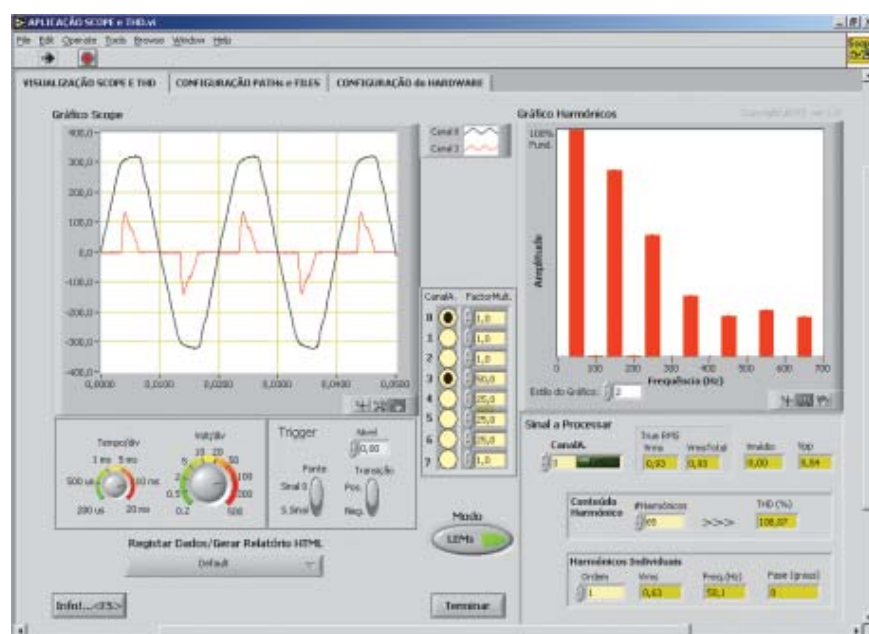 APLICAÇÃO SCOPE e THD.vi
File Edit Operate Tools Browse Window Help
VISUALIZAÇÃO SCOPE E THD
CONFIGURAÇÃO PATHs e FILES
CONFIGURAÇÃO de HARDWARE
Gráfico Scope
400,0
300,0
200,0
100,0
0,0
-100,0
-200,0
-300,0
-400,0
0,0000 0,0100 0,0200 0,0300 0,0400 0,0500
Canal 0
Canal 3
Gráfico Harmónicos
100%
Fund.
Amplitude
0 100 200 300 400 500 600 700
Frequência (Hz)
Estilo do Gráfico: 2
CanalA. FactorMult.
0 1,0
1 1,0
2 1,0
3 50,0
4 25,0
5 25,0
6 25,0
7 1,0
Tempo/div
1 ms 5 ms
500 us 10 ms
200 us 20 ms
Volt/div
5 10 20 50
2 100
0.5 200
0.2 500
Trigger
Nível
0,00
Fonte
Sinal 0
S.Sinal
Transição
Pos.
Neg.
Modo
LEMs
Registar Dados/Gerar Relatório HTML
Default
Info!...<F5>
Terminar
Sinal a Processar
CanalA.
3
True RMS
Vrms VrmsTotal Vmédio Vpp
0,93 0,93 0,00
Conteúdo
Harmónico
#Harmónicos
>>>
THD (%)
108,07
Harmónicos Individuais
Ordem Vrms Freq.(Hz) Fase (graus)
1 0,63 50,1 0